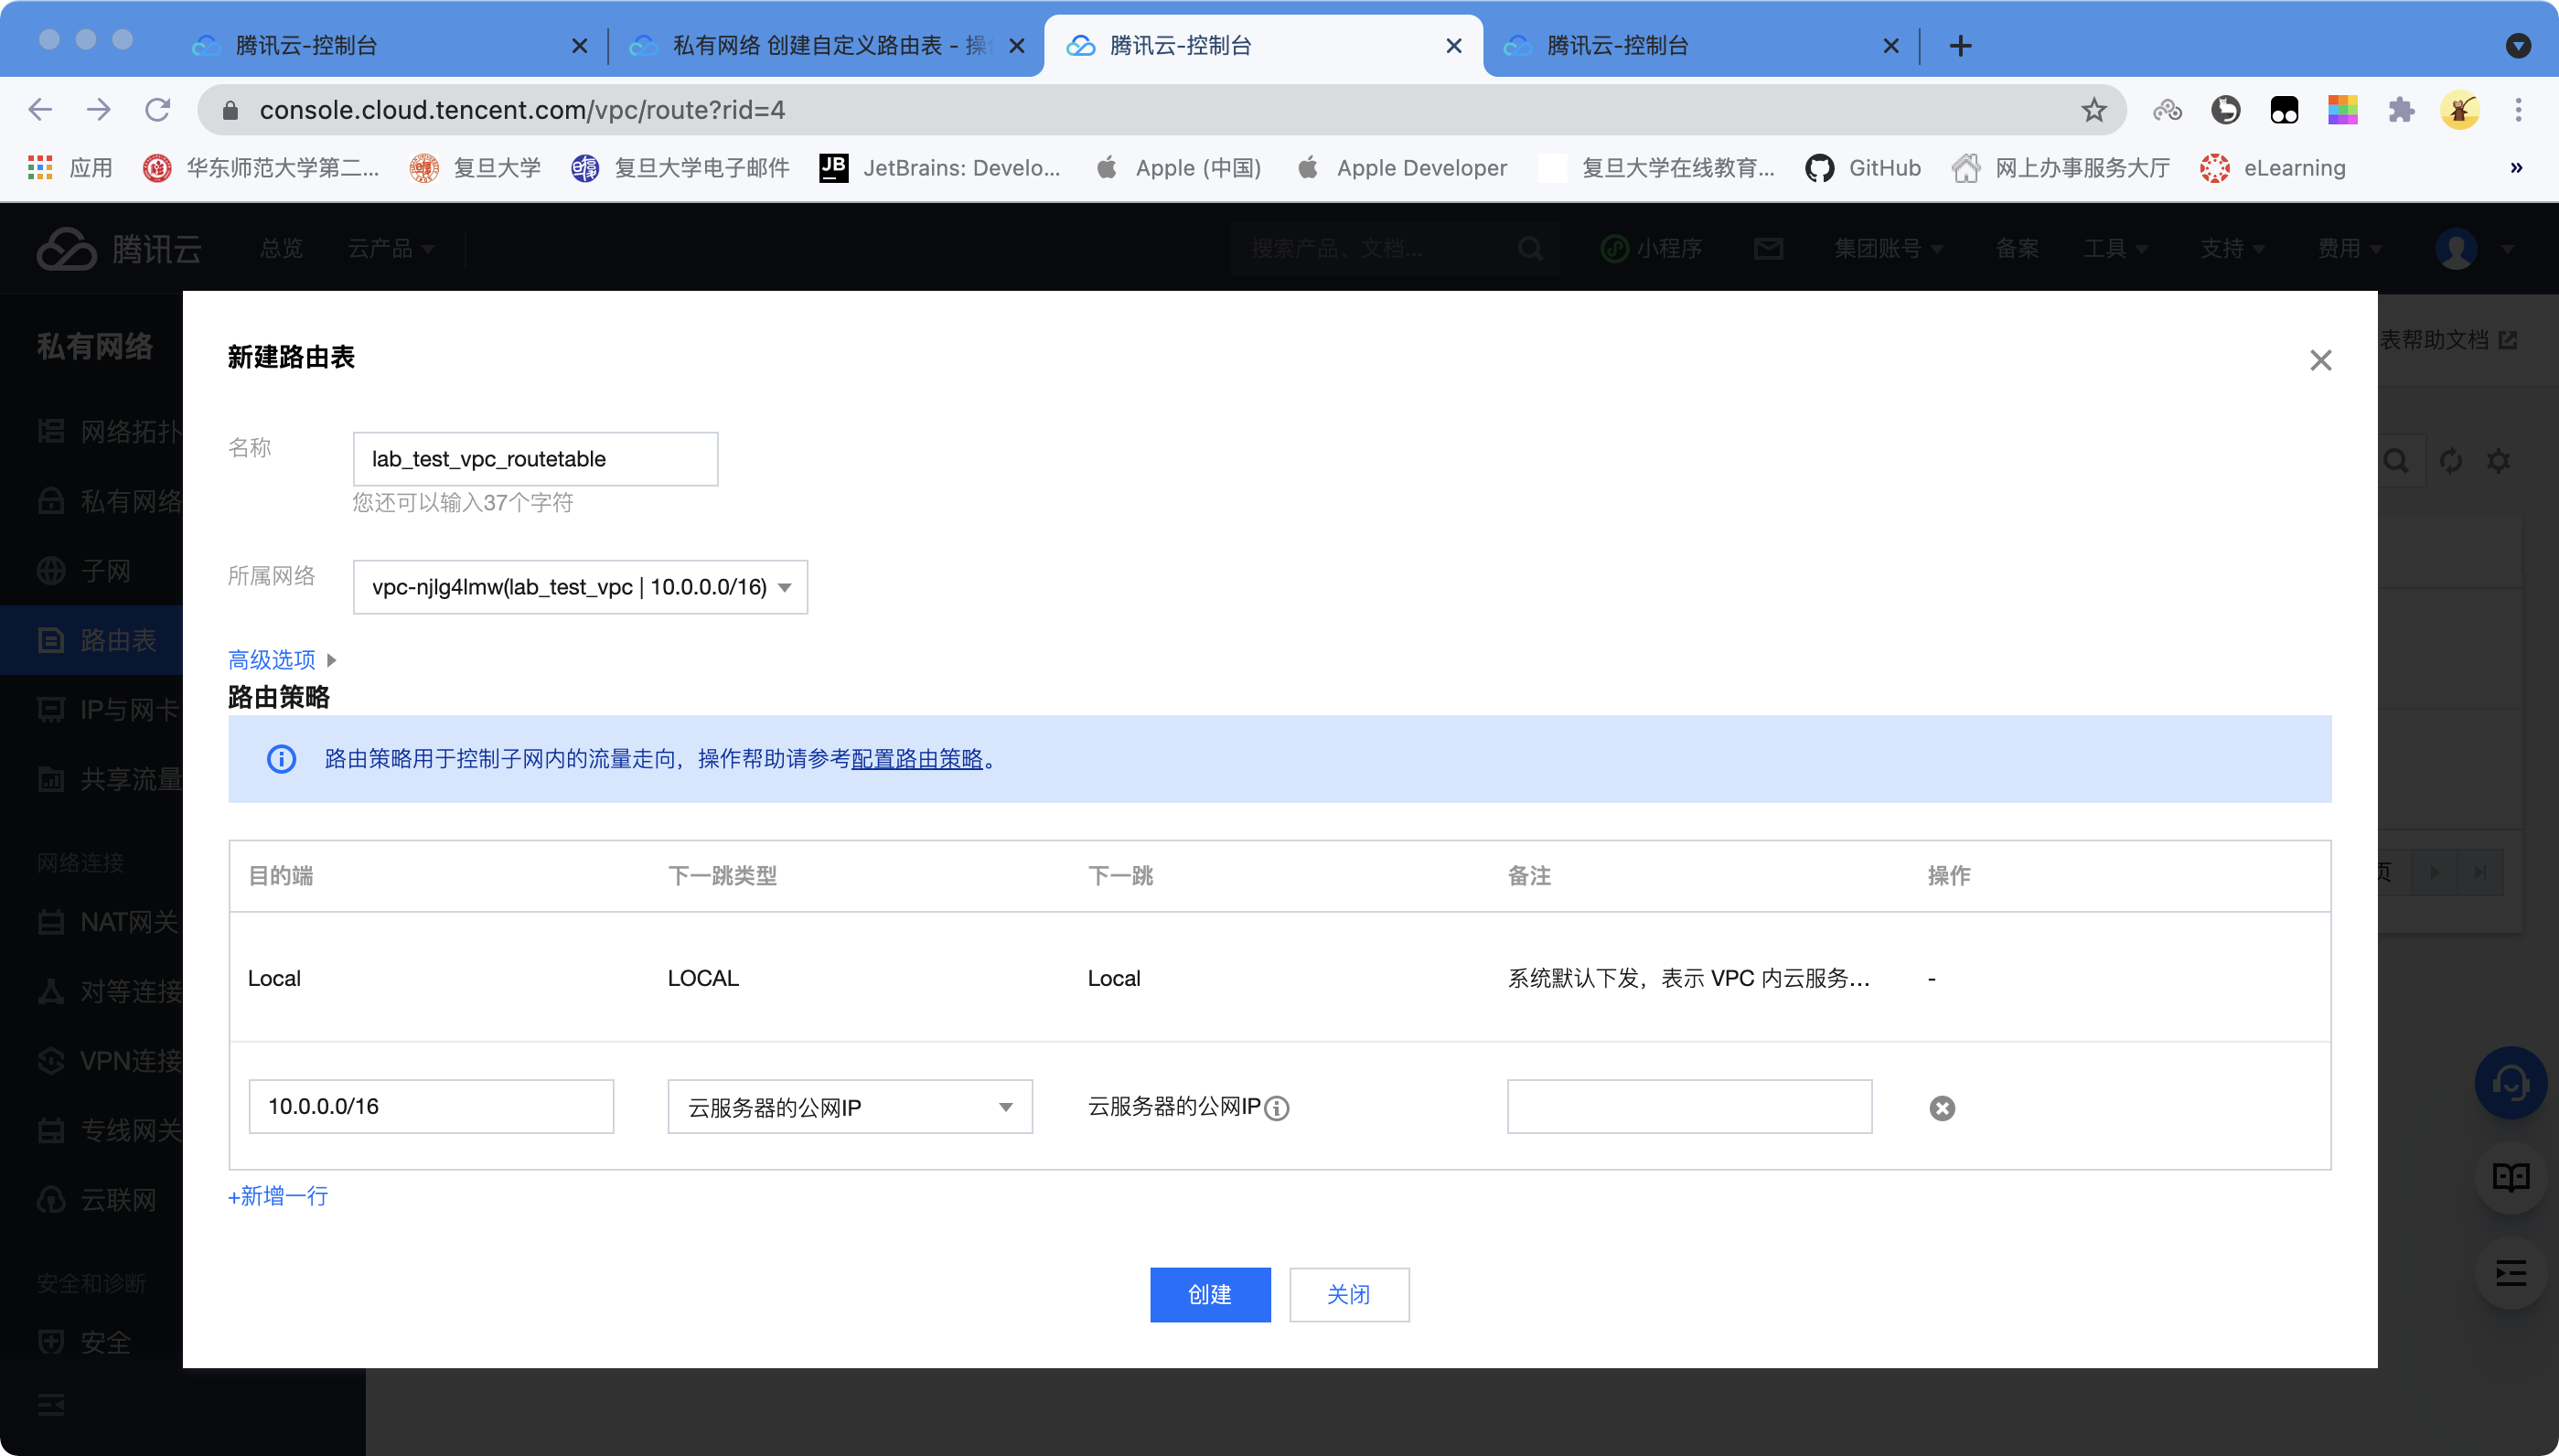 腾讯云-控制台
私有网络 创建自定义路由表 - 操
腾讯云-控制台
腾讯云-控制台
console.cloud.tencent.com/vpc/route?rid=4
应用
华东师范大学第二...
复旦大学
复旦大学电子邮件
JetBrains: Develo...
Apple (中国)
Apple Developer
复旦大学在线教育...
GitHub
网上办事服务大厅
eLearning
»
腾讯云
总览
云产品
搜索产品、文档...
小程序
集团账号
备案
工具
支持
费用
私有网络
表帮助文档
网络拓扑
私有网络
子网
路由表
IP与网卡
共享流量
网络连接
NAT网关
对等连接
VPN连接
专线网关
云联网
安全和诊断
安全
页
新建路由表
名称
lab_test_vpc_routetable
您还可以输入37个字符
所属网络
vpc-njlg4lmw(lab_test_vpc | 10.0.0.0/16)
高级选项
路由策略
路由策略用于控制子网内的流量走向，操作帮助请参考配置路由策略。
目的端 下一跳类型 下一跳 备注 操作
Local LOCAL Local 系统默认下发，表示 VPC 内云服务... -
10.0.0.0/16 云服务器的公网IP 云服务器的公网IP
+新增一行
创建
关闭